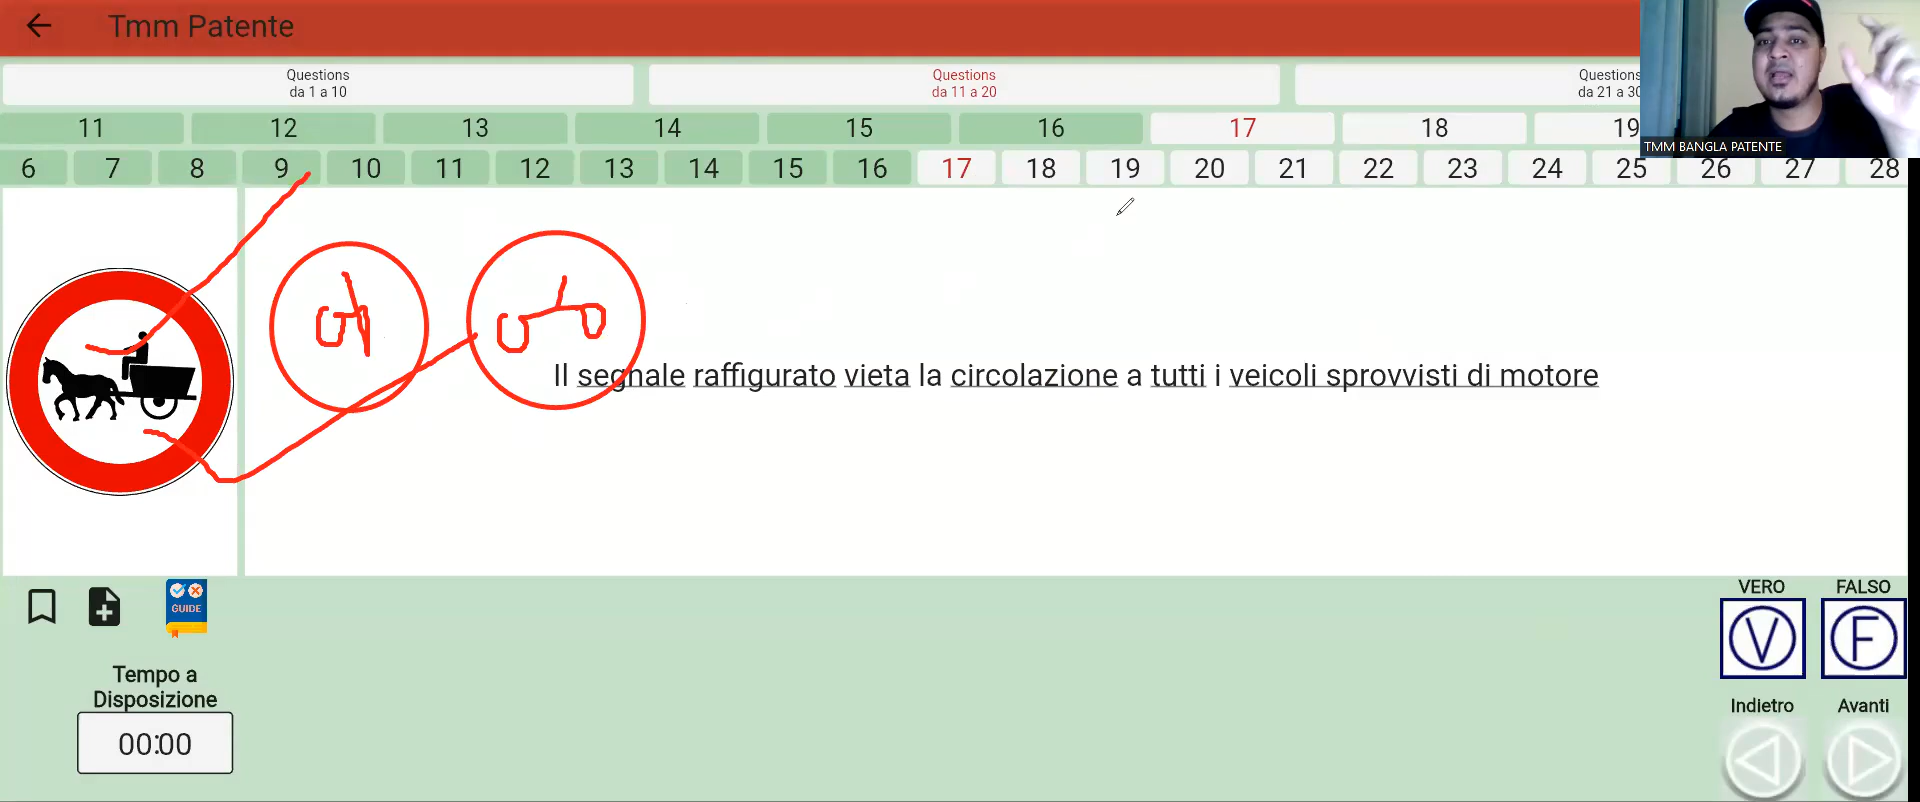 Tmm Patente
Questions
da 1 a 10
Questions
da 11 a 20
Questions
da 21 a 30
11 12 13 14 15 16 17 18 19
TMM BANGLA PATENTE
6 7 8 9 10 11 12 13 14 15 16 17 18 19 20 21 22 23 24 25 26 27 28
Il segnale raffigurato vieta la circolazione a tutti i veicoli sprovvisti di motore
GUIDE
VERO FALSO
V F
Tempo a
Disposizione
00:00
Indietro Avanti